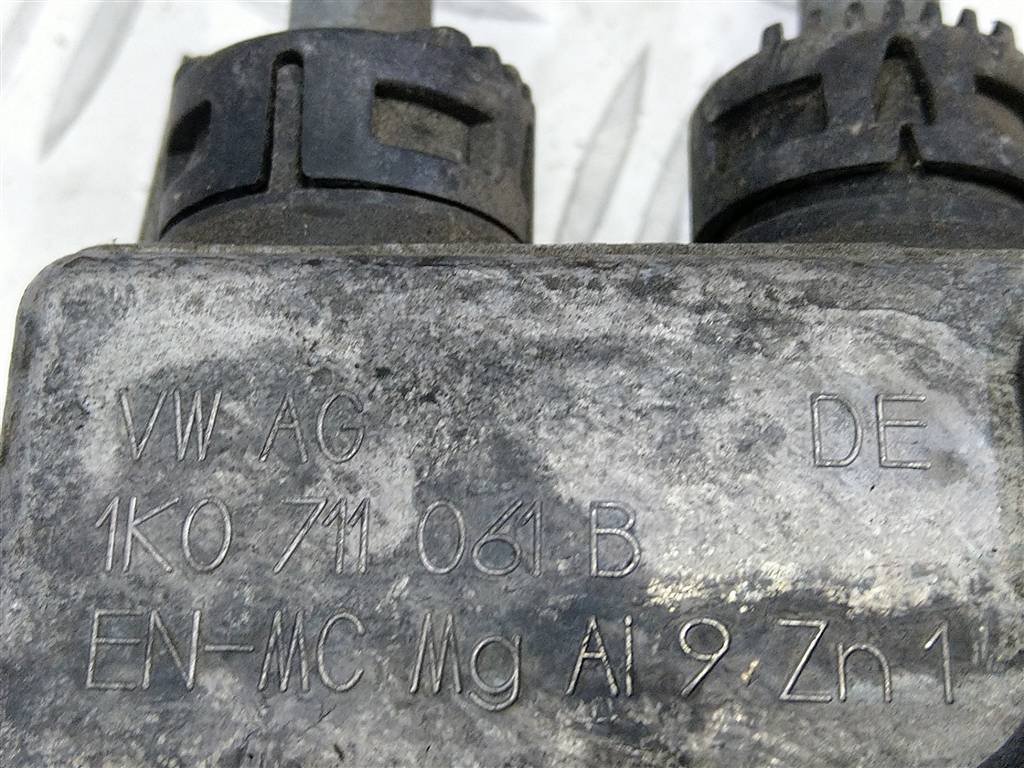 VW AG DE
1K0 711 061 B
EN-MC Mg Al 9 Zn 1